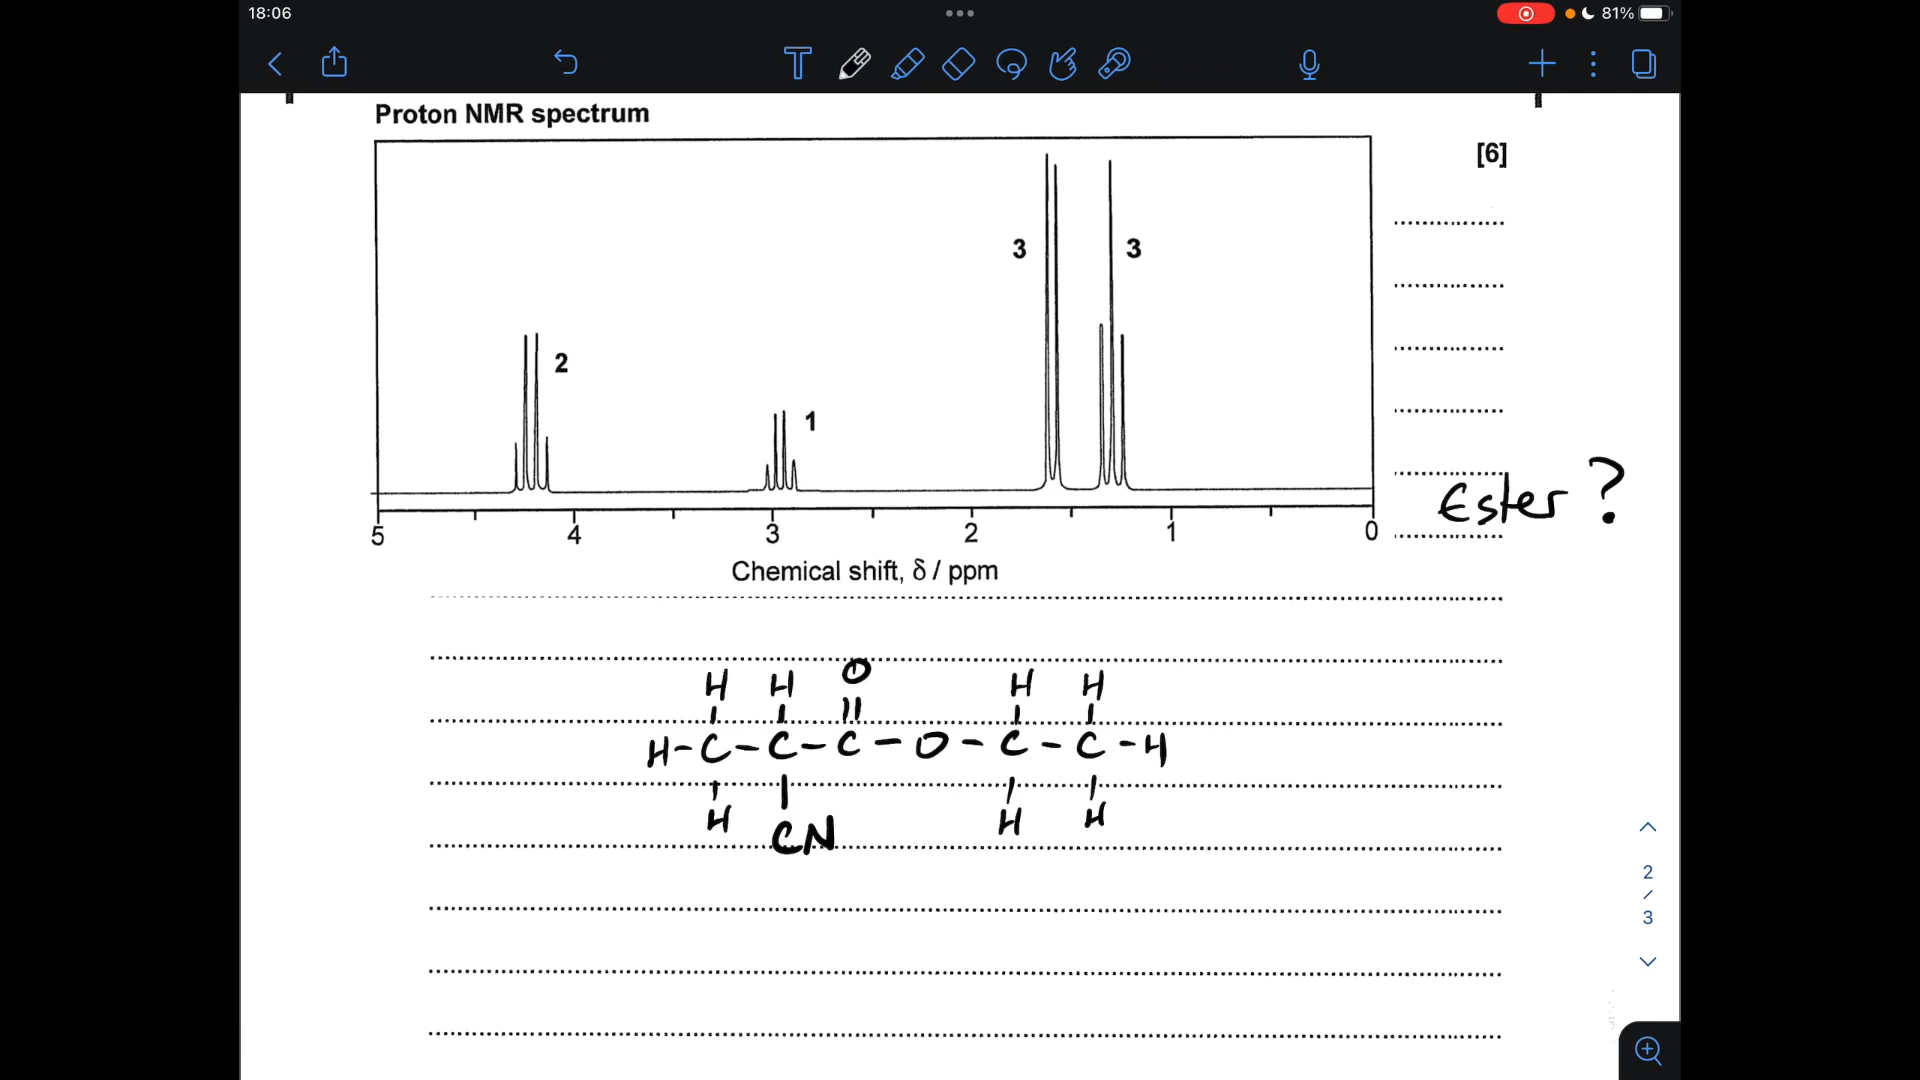 18:06
81%
Proton NMR spectrum
[6]
3
3
2
1
Ester ?
5 4 3 2 1 0
Chemical shift, δ / ppm
H H O H H
H-C-C-C-O-C-C-H
H CN H H
2
/
3